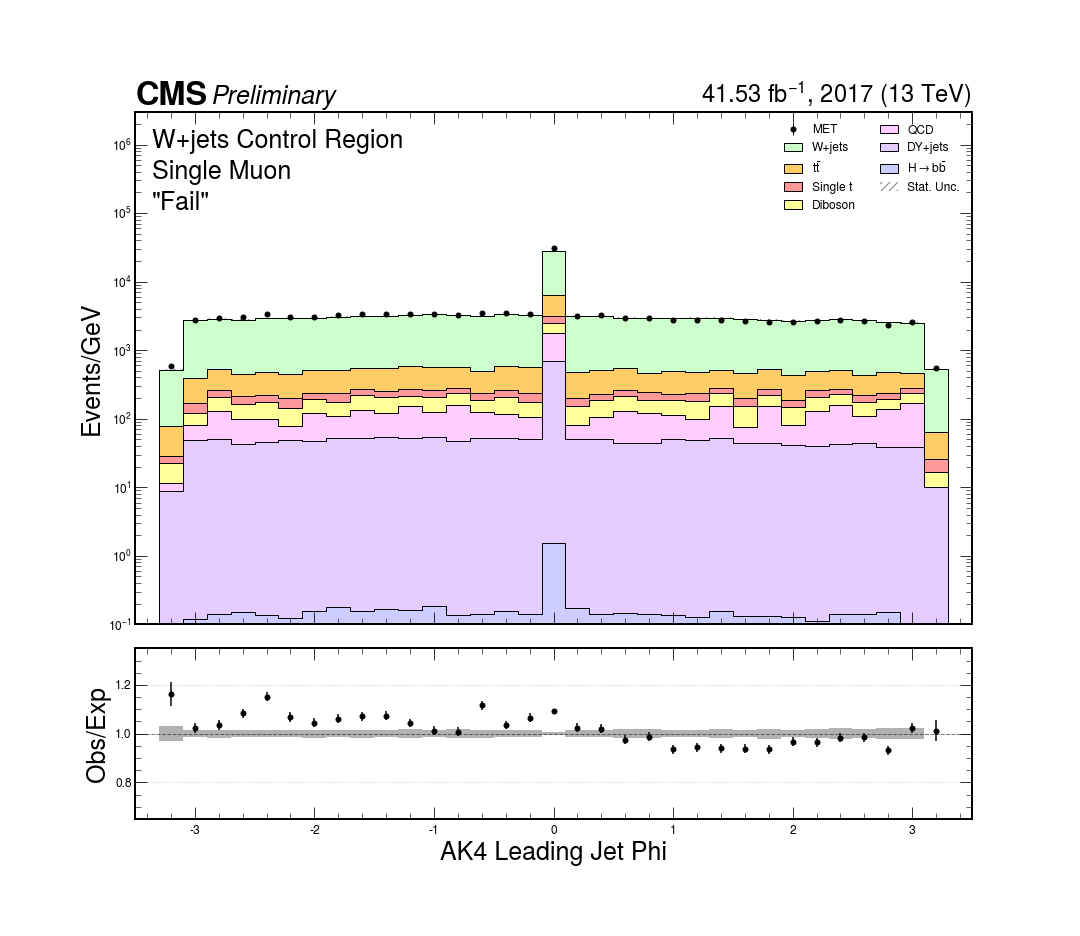 CMS Preliminary
41.53 fb⁻¹, 2017 (13 TeV)
W+jets Control Region
Single Muon
"Fail"
MET
W+jets
tt̄
Single t
Diboson
QCD
DY+jets
H→bb̄
Stat. Unc.
Events/GeV
10⁶
10⁵
10⁴
10³
10²
10¹
10⁰
10⁻¹
Obs/Exp
1.2
1.0
0.8
-3 -2 -1 0 1 2 3
AK4 Leading Jet Phi